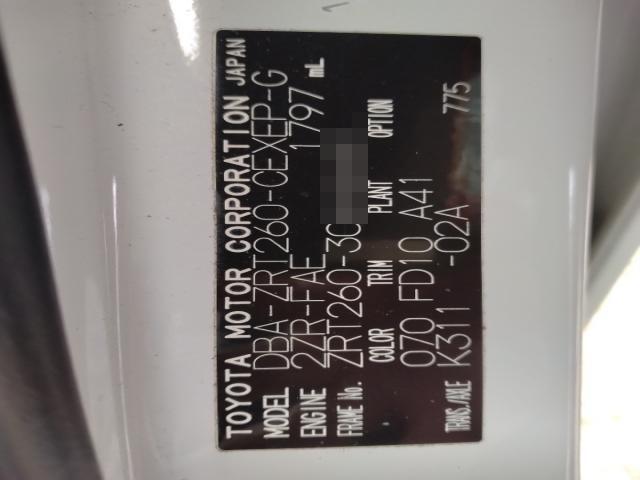 TOYOTA MOTOR CORPORATION JAPAN
MODEL DBA-ZRT260-CEXEP-G
ENGINE 2ZR-FAE 1797 mL
FRAME No. ZRT260-30
COLOR TRIM PLANT OPTION
070 FD10 A41
TRANS./AXLE K311 -02A 775